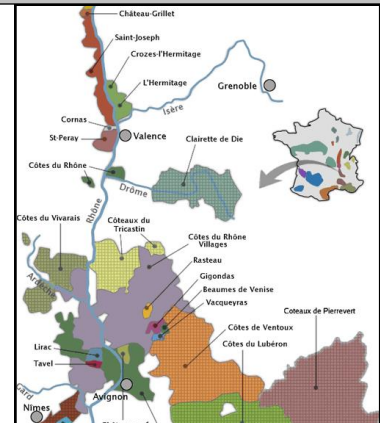 Château-Grillet
Saint-Joseph
Crozes-l'Hermitage
L'Hermitage
Grenoble
Isère
Cornas
St-Peray
Valence
Clairette de Die
Côtes du Rhône
Drôme
Rhône
Côtes du Vivarais
Côteaux du
Tricastin
Côtes du Rhône
Villages
Rasteau
Gigondas
Beaumes de Venise
Vacqueyras
Ardèche
Coteaux de Pierrevert
Côtes de Ventoux
Côtes du Lubéron
Lirac
Tavel
Gard
Avignon
Nîmes